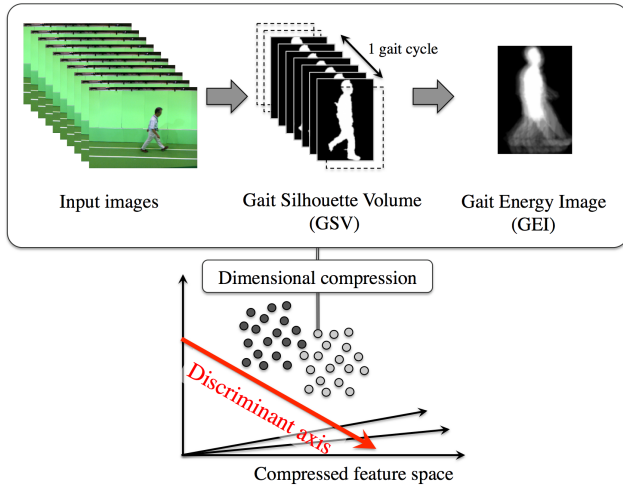 1 gait cycle
Input images
Gait Silhouette Volume
(GSV)
Gait Energy Image
(GEI)
Dimensional compression
Discriminant axis
Compressed feature space